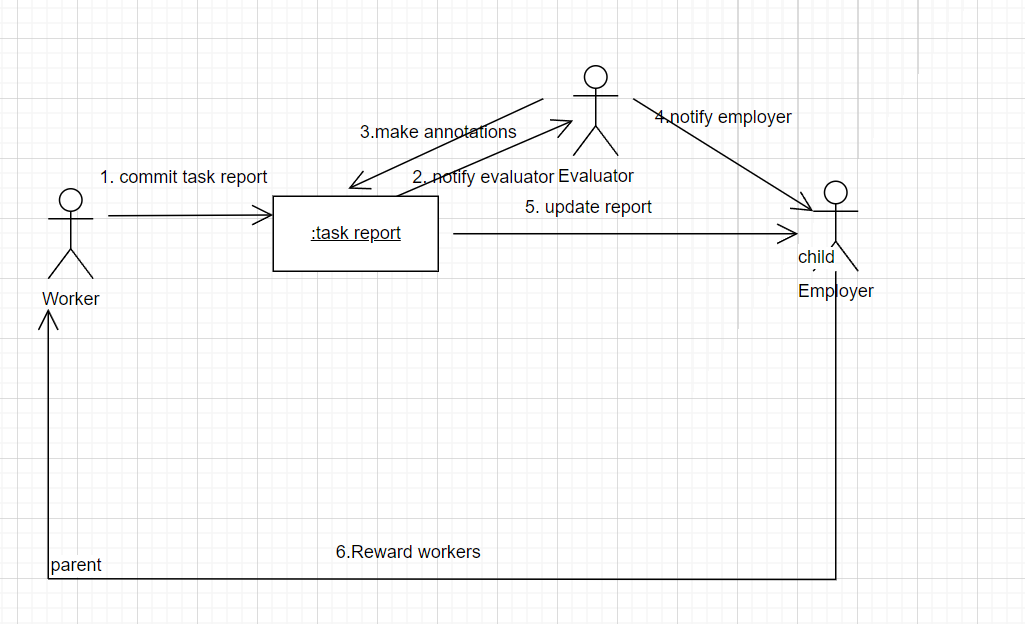 4.notify employer
3.make annotations
1. commit task report
2. notify evaluator
Evaluator
5. update report
:task report
child
Worker
Employer
6.Reward workers
parent